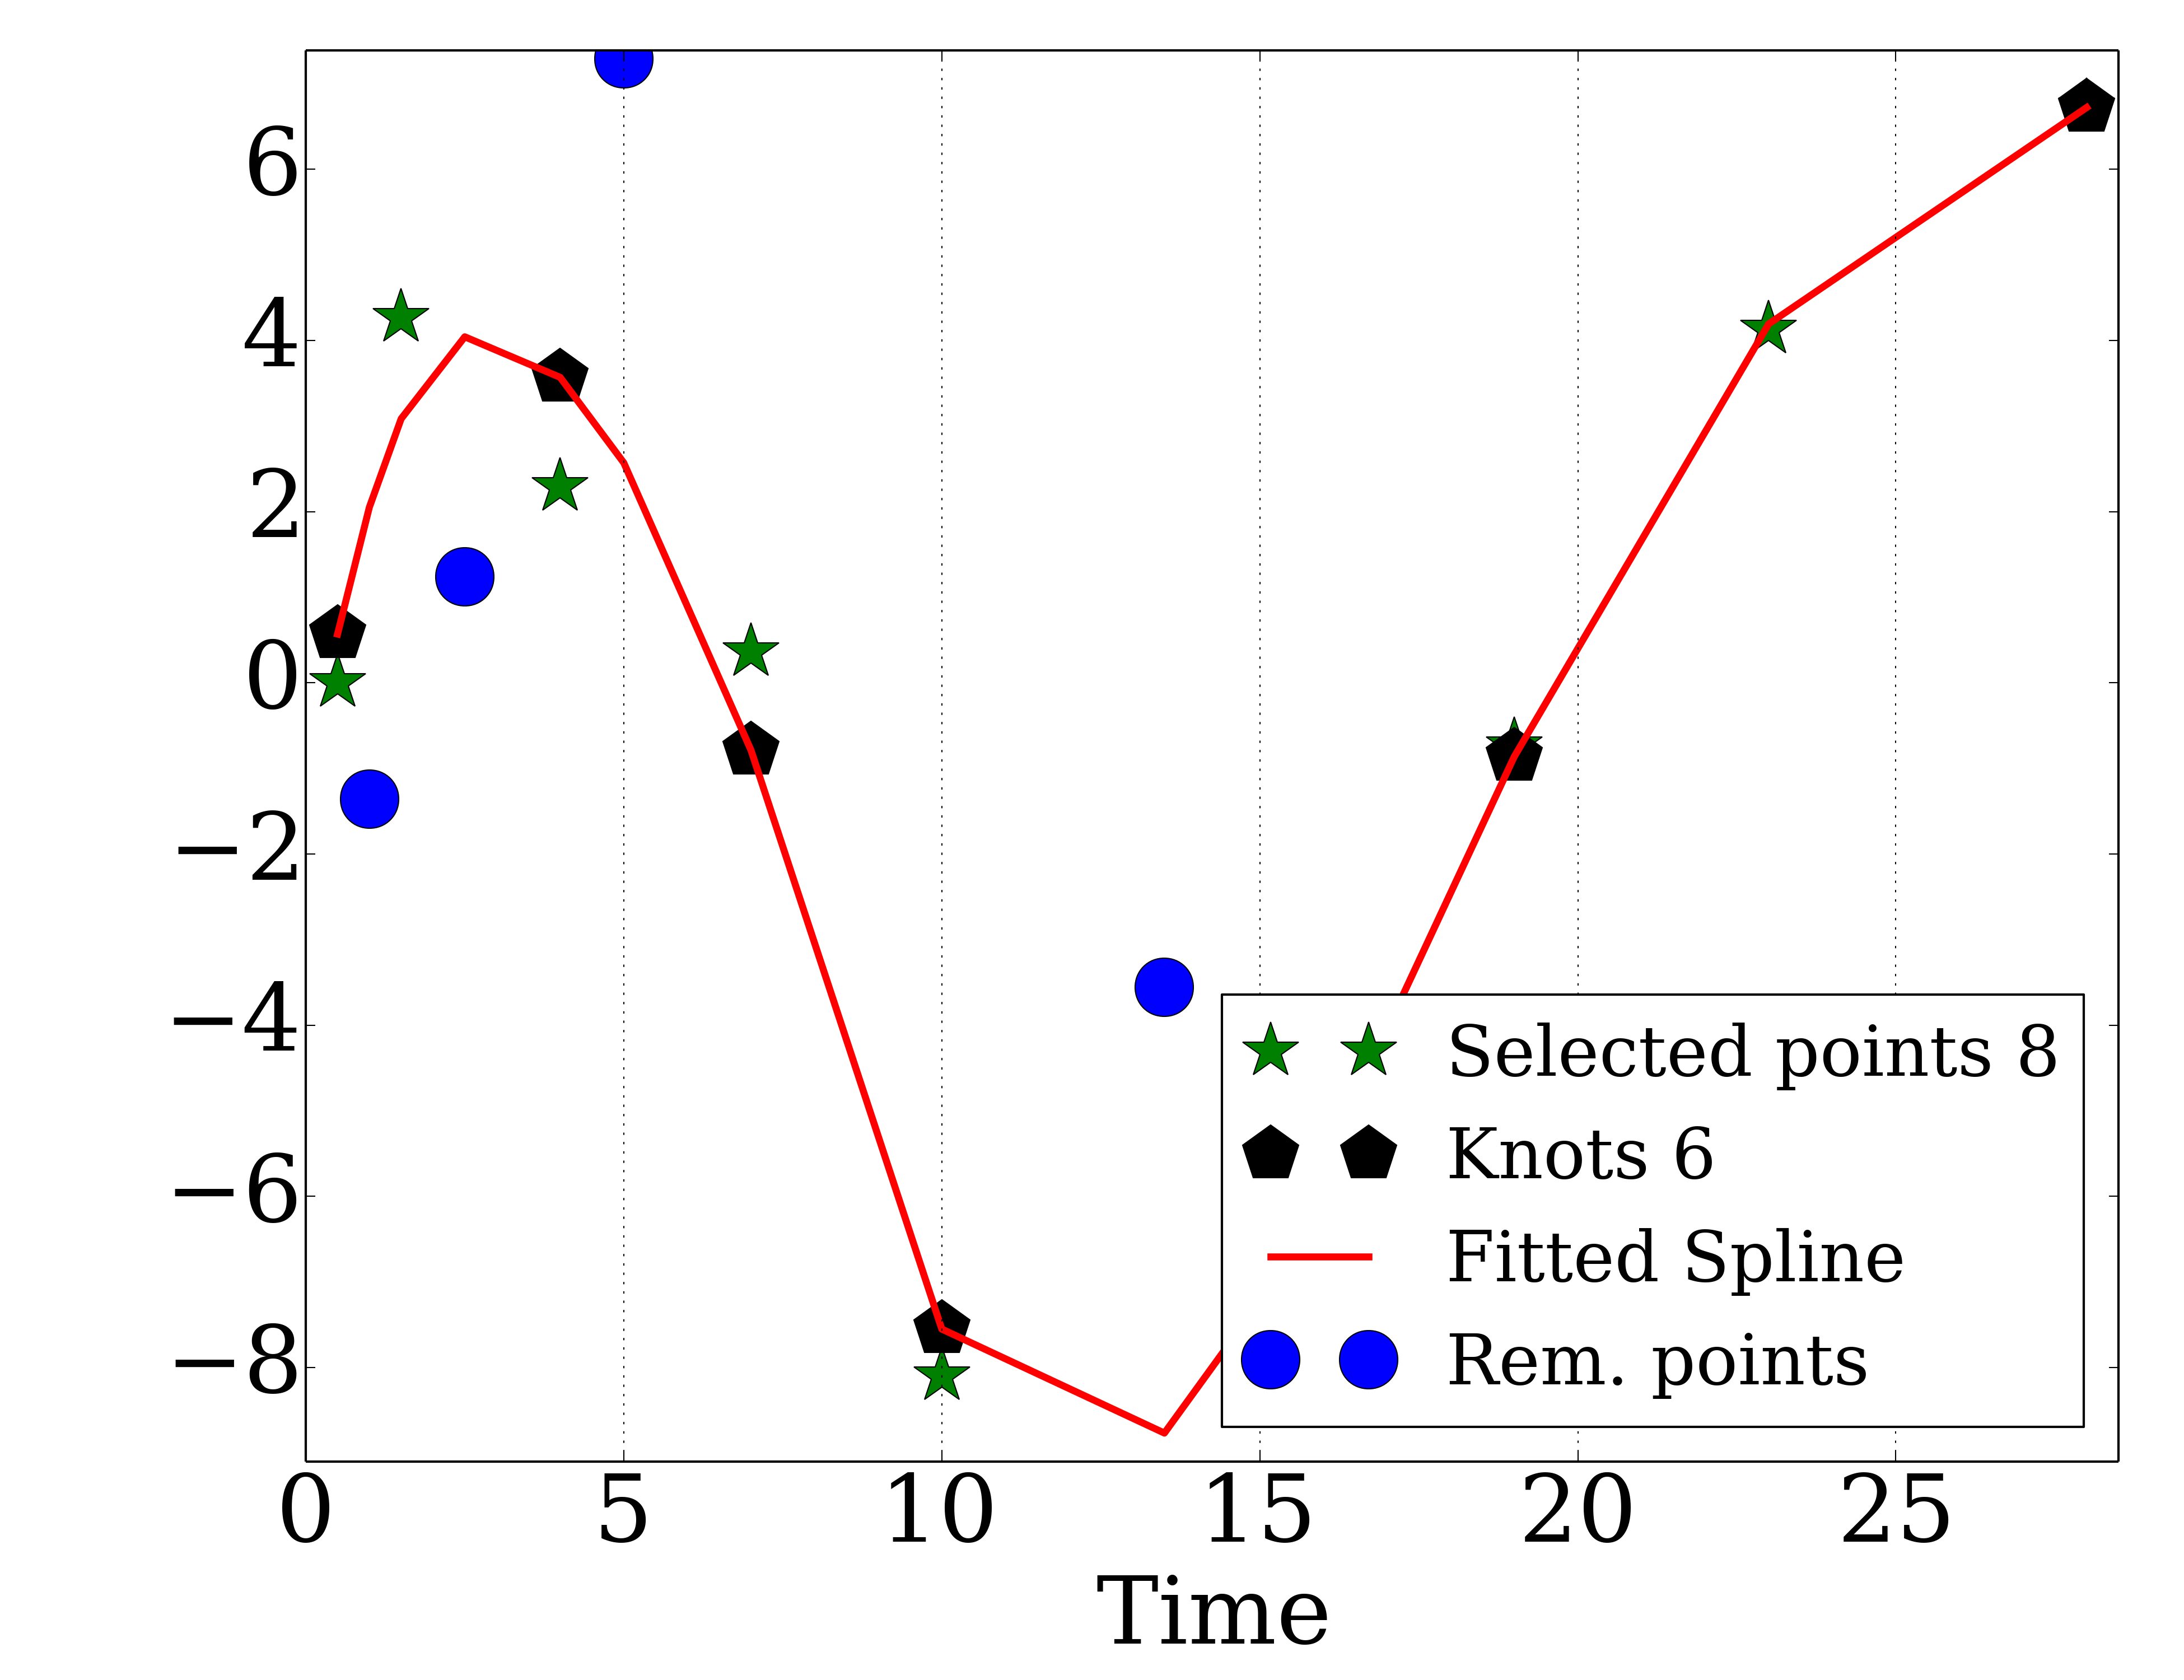 6
4
2
0
−2
−4
−6
−8
Selected points 8
Knots 6
Fitted Spline
Rem. points
0 5 10 15 20 25
Time